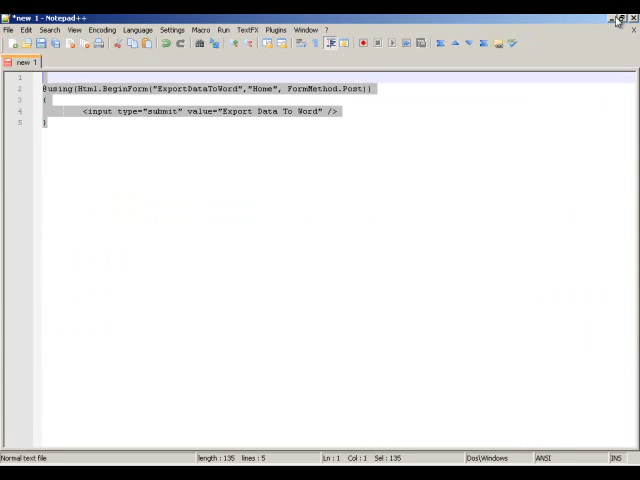 *new 1 - Notepad++
File Edit Search View Encoding Language Settings Macro Run TextFX Plugins Window ? X
new 1
1
2 @using(Html.BeginForm("ExportDataToWord","Home", FormMethod.Post))
3 {
4 <input type="submit" value="Export Data To Word" />
5 }
Normal text file length : 135 lines : 5 Ln : 1 Col : 1 Sel : 135 Dos\Windows ANSI INS